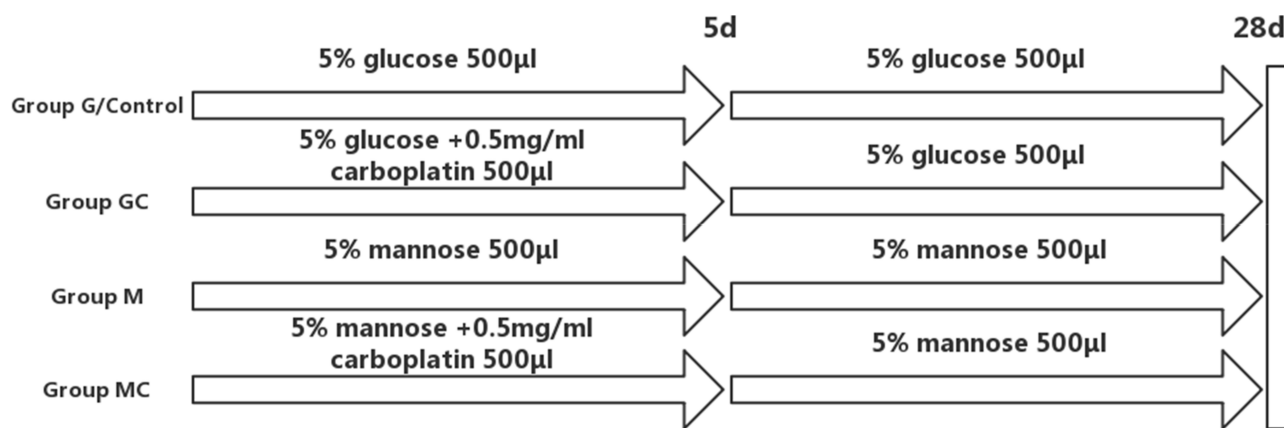 5d
28d
5% glucose 500μl
5% glucose 500μl
Group G/Control
5% glucose +0.5mg/ml
carboplatin 500μl
5% glucose 500μl
Group GC
5% mannose 500μl
5% mannose 500μl
Group M
5% mannose +0.5mg/ml
carboplatin 500μl
5% mannose 500μl
Group MC